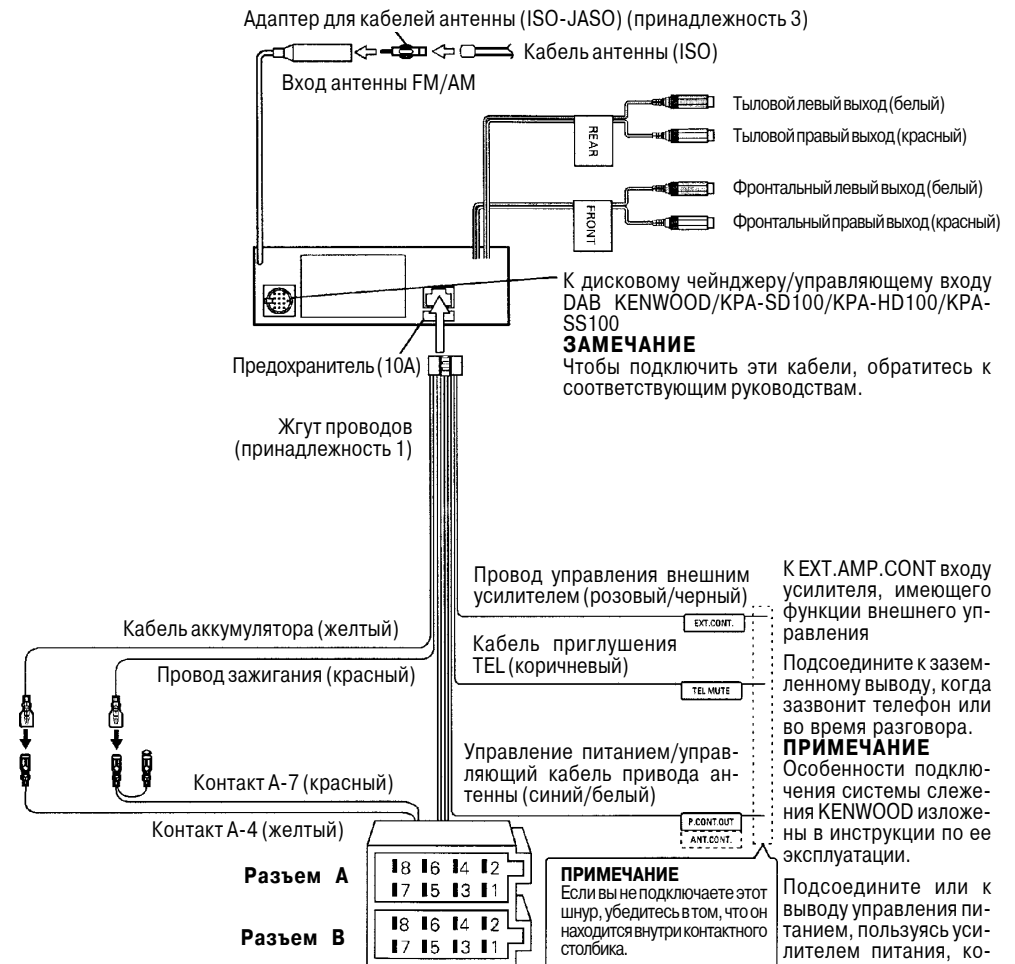 Адаптер для кабелей антенны (ISO-JASO) (принадлежность 3)
Кабель антенны (ISO)
Вход антенны FM/AM
REAR
Тыловой левый выход (белый)
Тыловой правый выход (красный)
FRONT
Фронтальный левый выход (белый)
Фронтальный правый выход (красный)
К дисковому чейнджеру/управляющему входу
DAB KENWOOD/KPA-SD100/KPA-HD100/KPA-
SS100
ЗАМЕЧАНИЕ
Чтобы подключить эти кабели, обратитесь к
соответствующим руководствам.
Предохранитель (10А)
Жгут проводов
(принадлежность 1)
Провод управления внешним
усилителем (розовый/черный)
EXT.CONT.
К EXT.AMP.CONT входу
усилителя, имеющего
функции внешнего уп-
равления
Кабель аккумулятора (желтый)
Провод зажигания (красный)
Кабель приглушения
TEL (коричневый)
TEL MUTE
Подсоедините к зазем-
ленному выводу, когда
зазвонит телефон или
во время разговора.
ПРИМЕЧАНИЕ
Особенности подклю-
чения системы слеже-
ния KENWOOD изложе-
ны в инструкции по ее
эксплуатации.
Управление питанием/управ-
ляющий кабель привода ан-
тенны (синий/белый)
P.CONT.OUT
ANT.CONT.
Контакт А-7 (красный)
Контакт А-4 (желтый)
Разъем А
8 6 4 2
7 5 3 1
Разъем В
8 6 4 2
7 5 3 1
ПРИМЕЧАНИЕ
Если вы не подключаете этот
шнур, убедитесь в том, что он
находится внутри контактного
столбика.
Подсоедините или к
выводу управления пи-
танием, пользуясь уси-
лителем питания, ко-